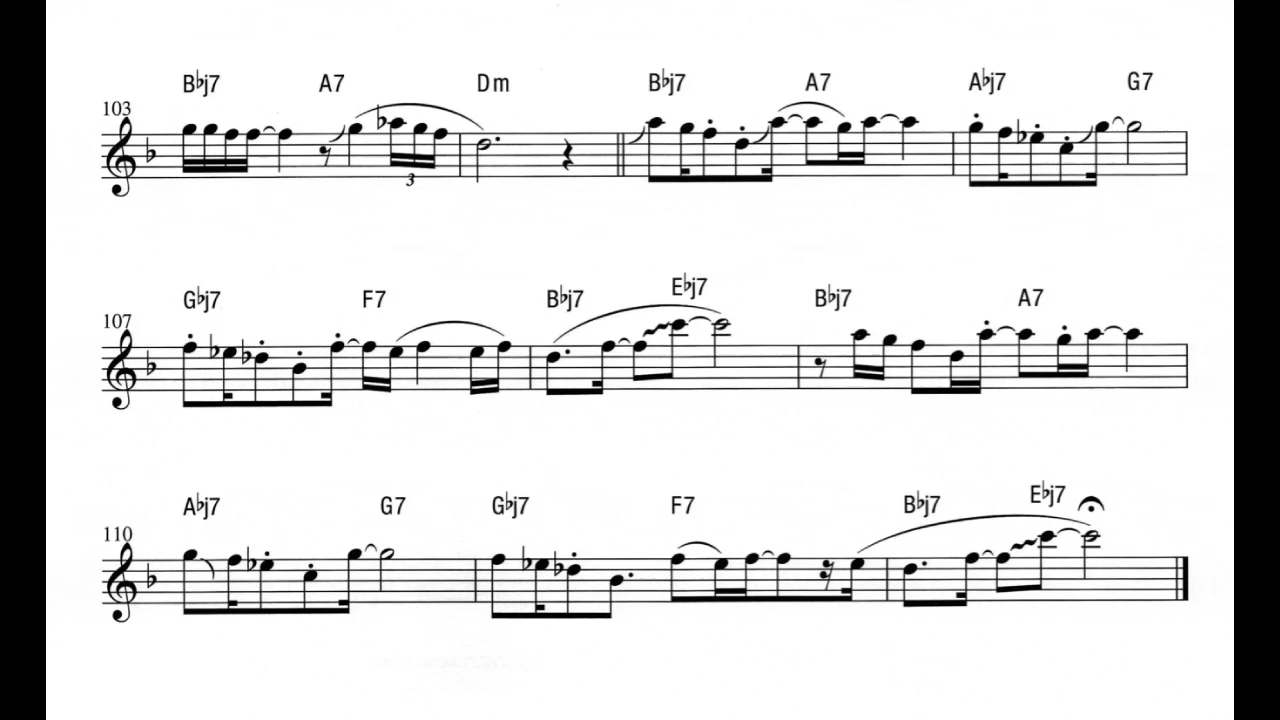 B♭j7 A7 Dm B♭j7 A7 A♭j7 G7
103
3
G♭j7 F7 B♭j7 E♭j7 B♭j7 A7
107
A♭j7 G7 G♭j7 F7 B♭j7 E♭j7
110